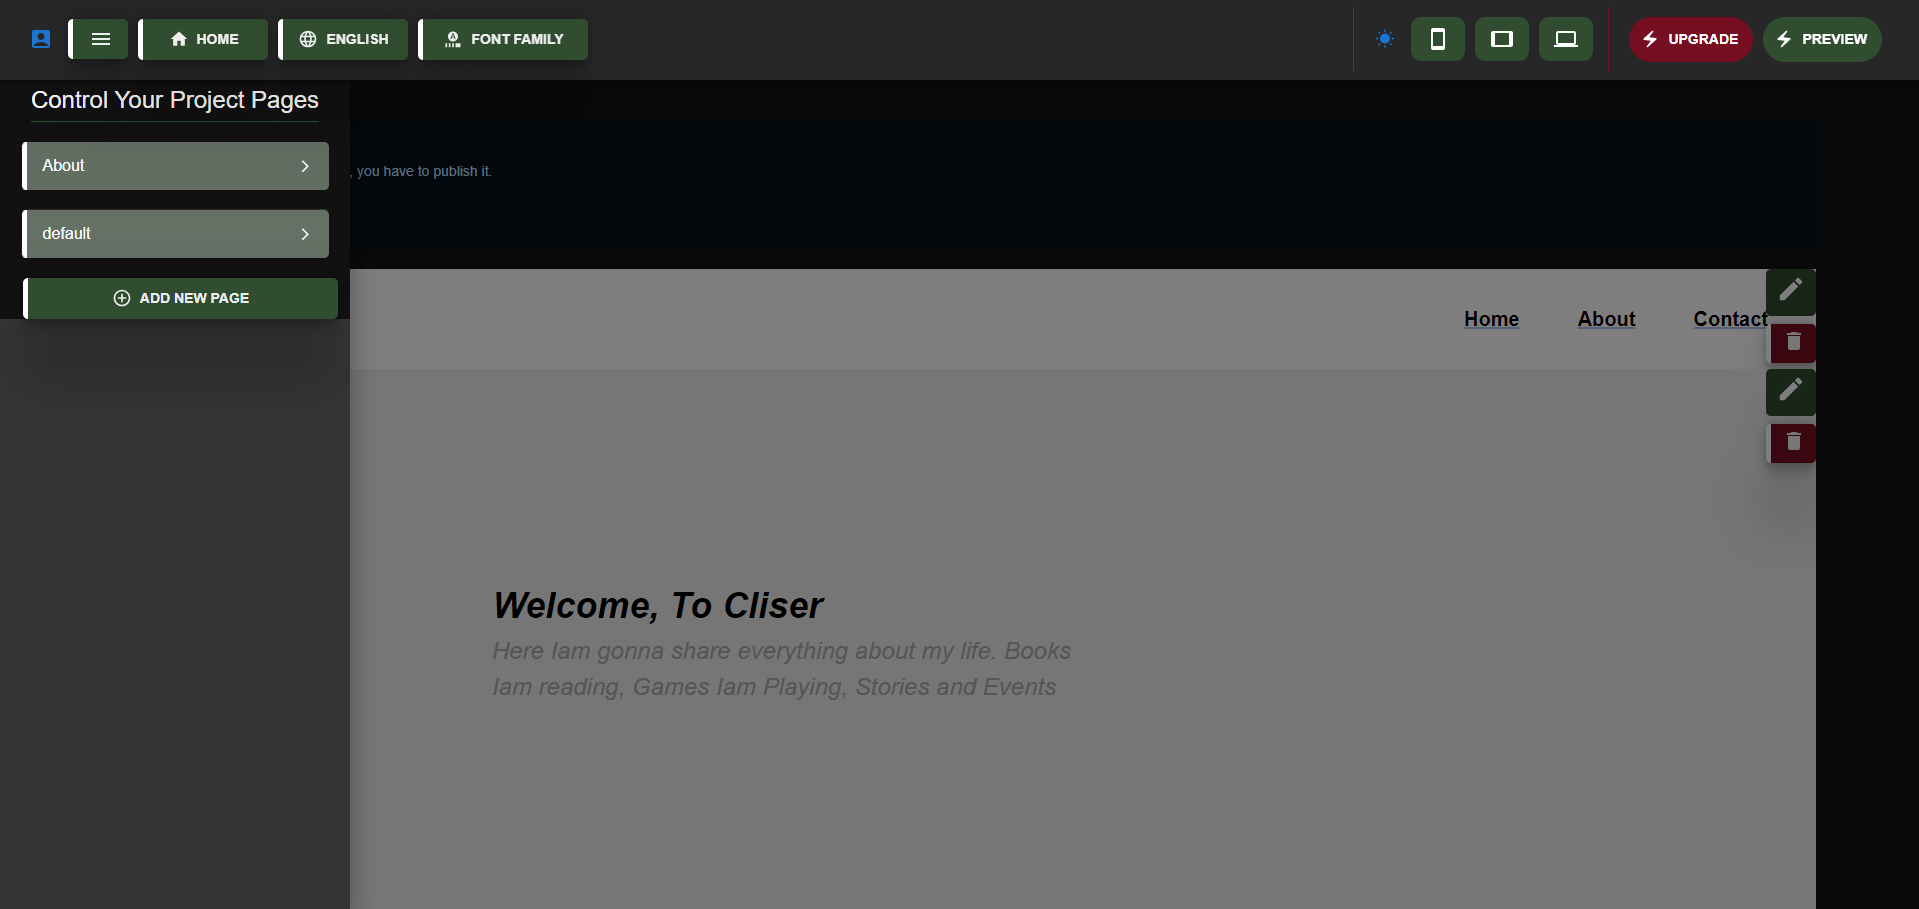 HOME
ENGLISH
FONT FAMILY
UPGRADE
PREVIEW
Control Your Project Pages
About
default
ADD NEW PAGE
, you have to publish it.
Home
About
Contact
Welcome, To Cliser
Here Iam gonna share everything about my life. Books
Iam reading, Games Iam Playing, Stories and Events